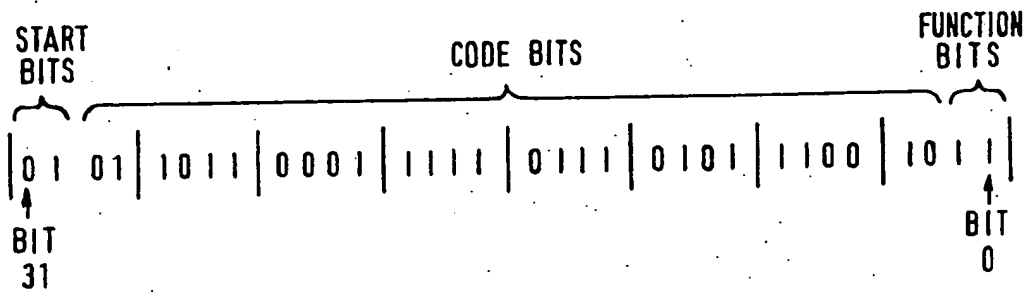 START BITS
CODE BITS
FUNCTION BITS
0 1 01 1011 0001 1111 0111 0101 1100 10 1 1
BIT 31
BIT 0